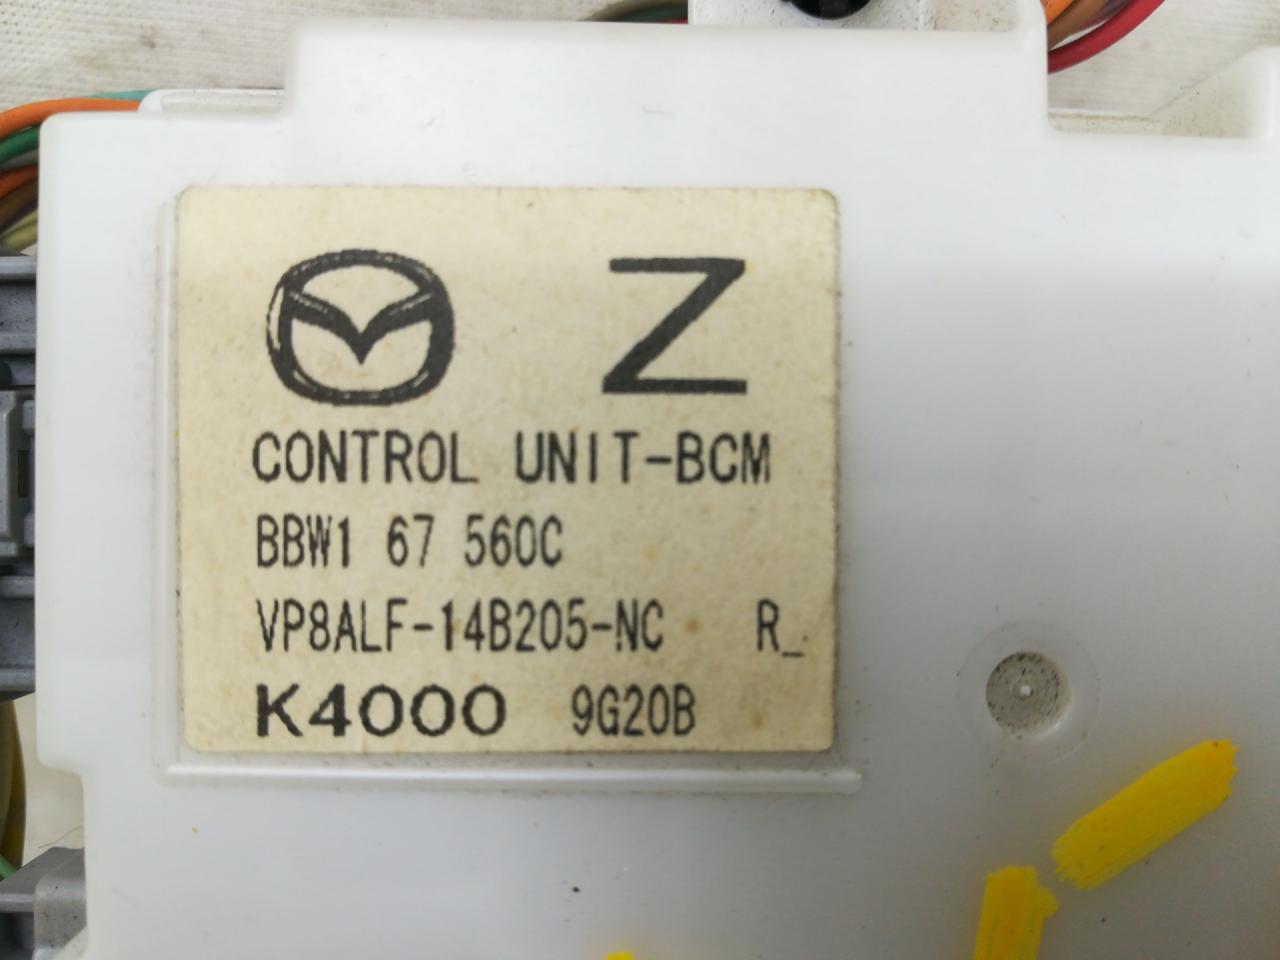 Z
CONTROL UNIT-BCM
BBW1 67 560C
VP8ALF-14B205-NC R_
K4000 9G20B